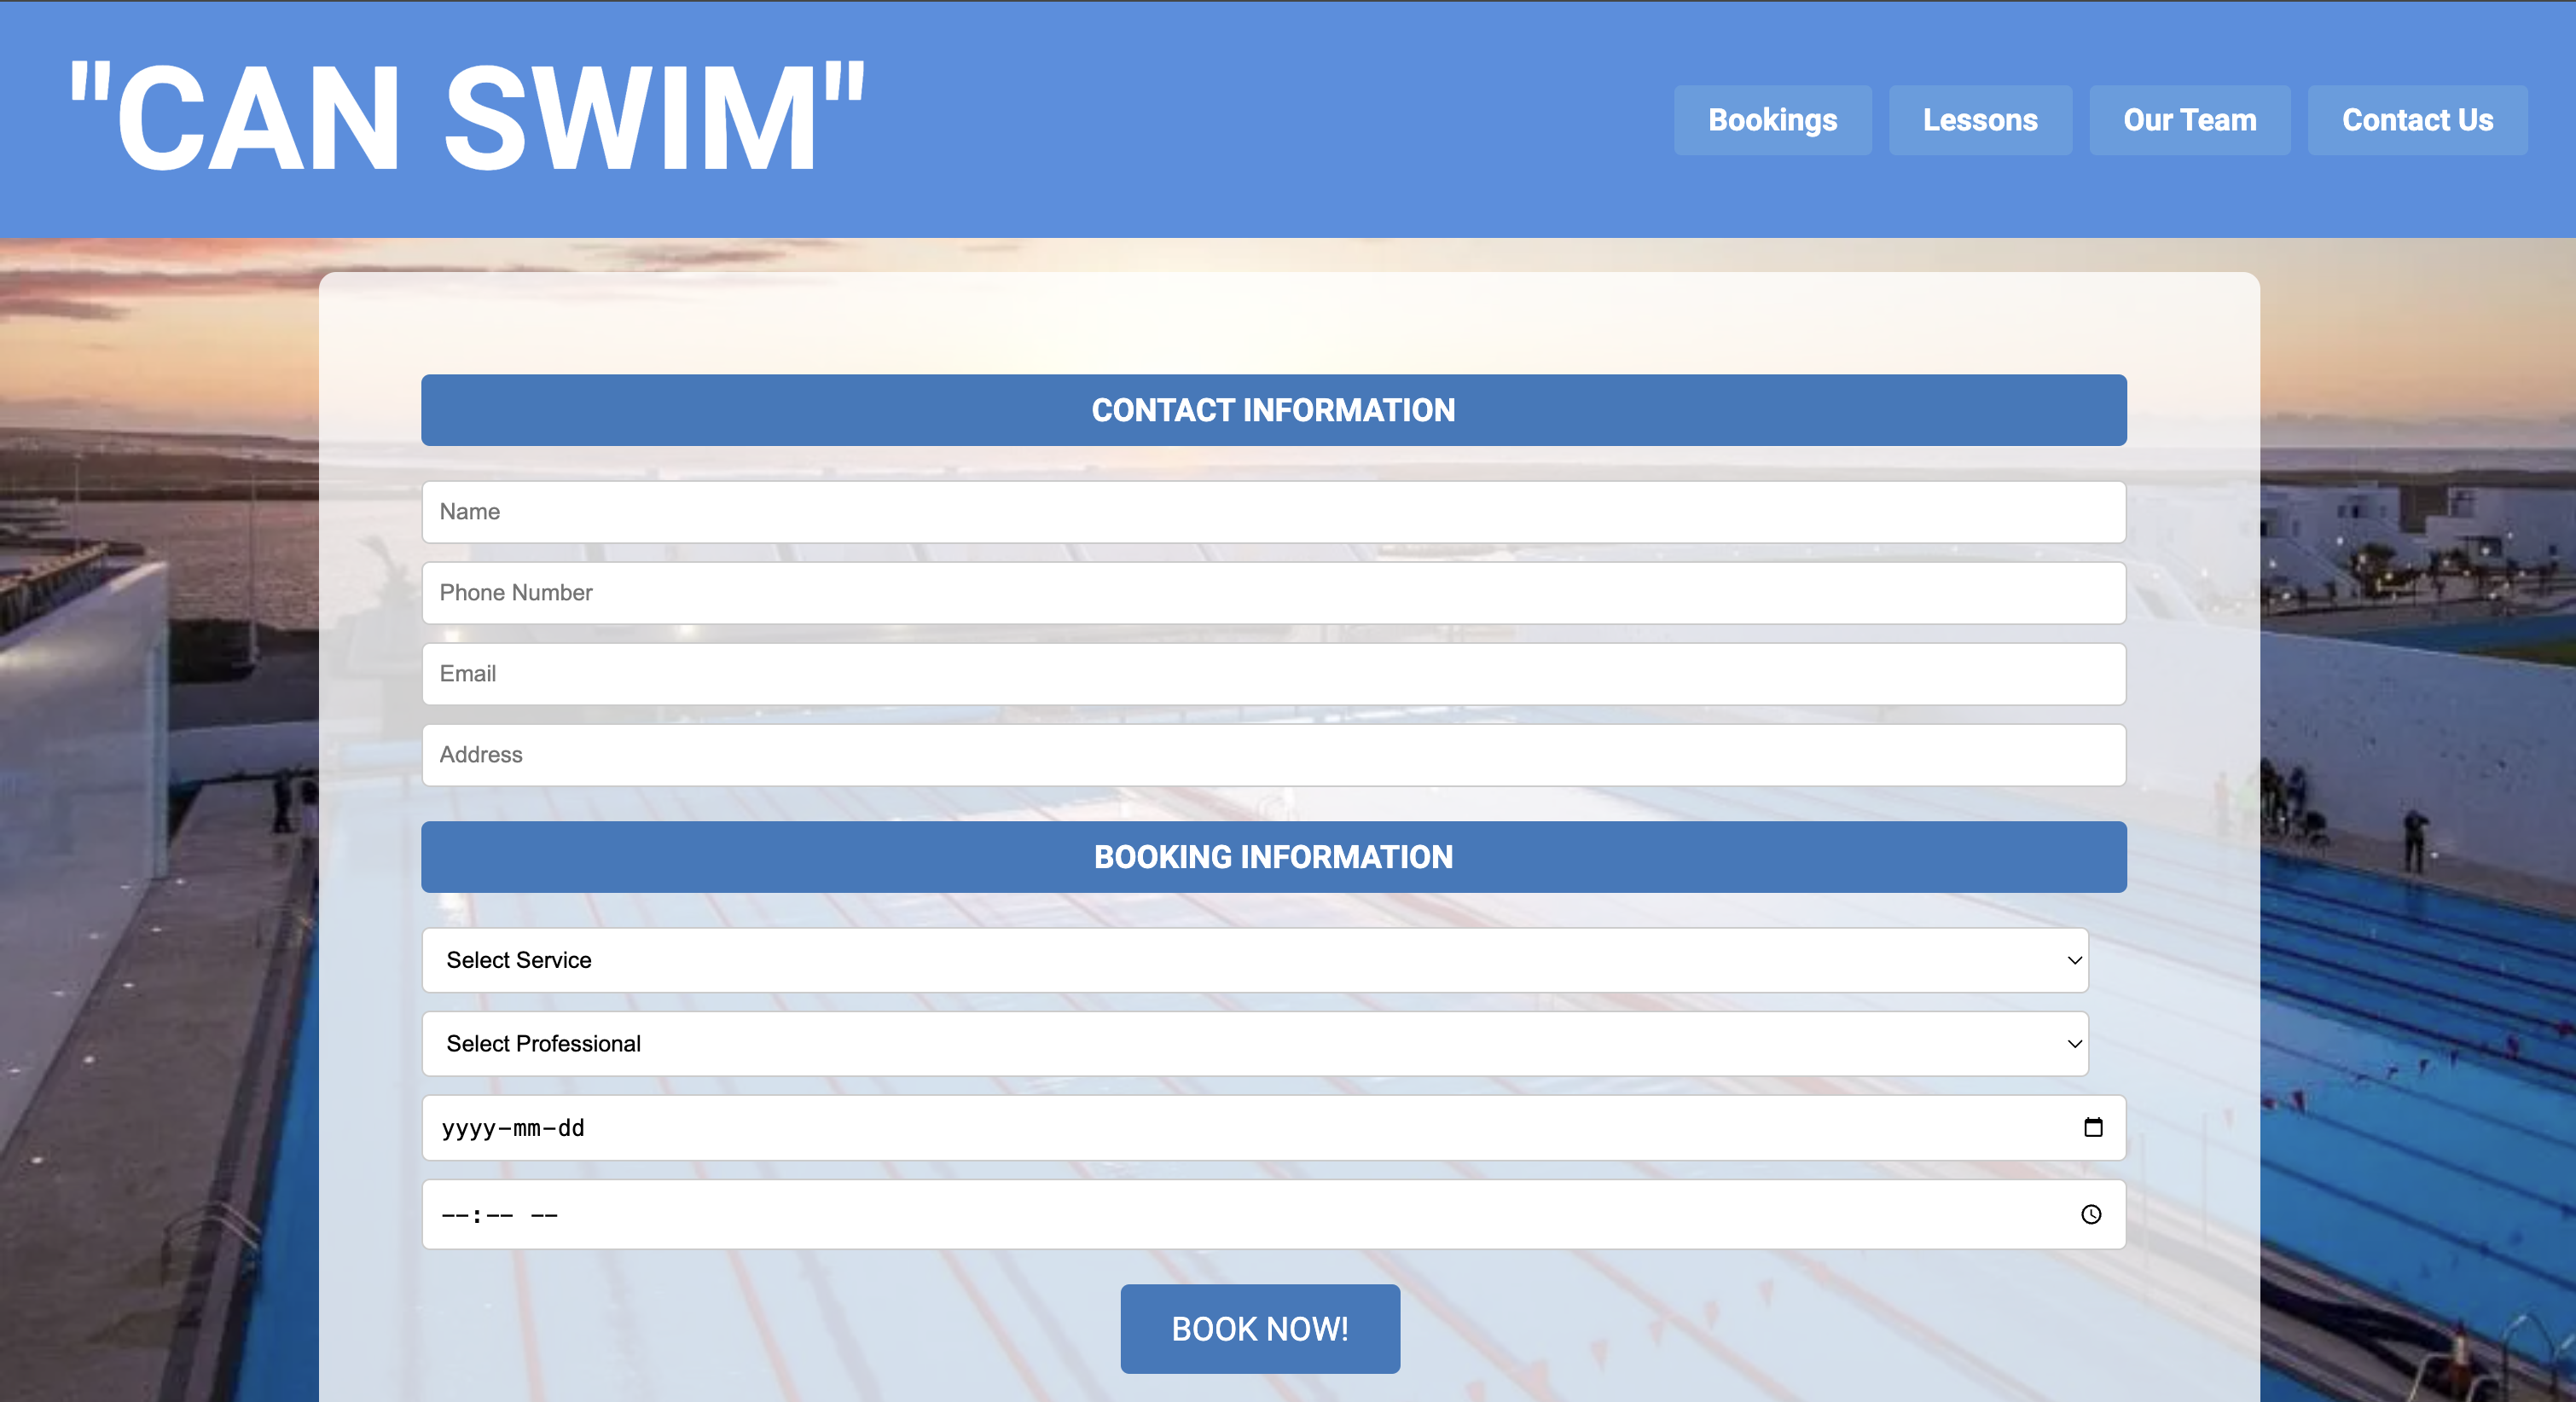 "CAN SWIM"
Bookings Lessons Our Team Contact Us
CONTACT INFORMATION
Name
Phone Number
Email
Address
BOOKING INFORMATION
Select Service
Select Professional
yyyy-mm-dd
--:-- --
BOOK NOW!